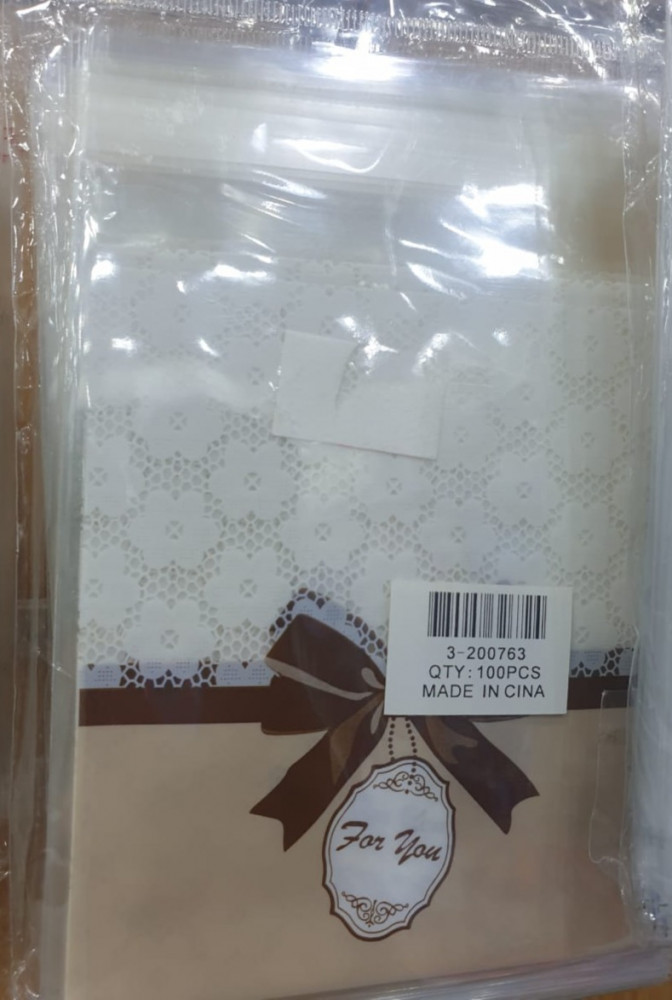 3-200763
QTY:100PCS
MADE IN CINA
For You